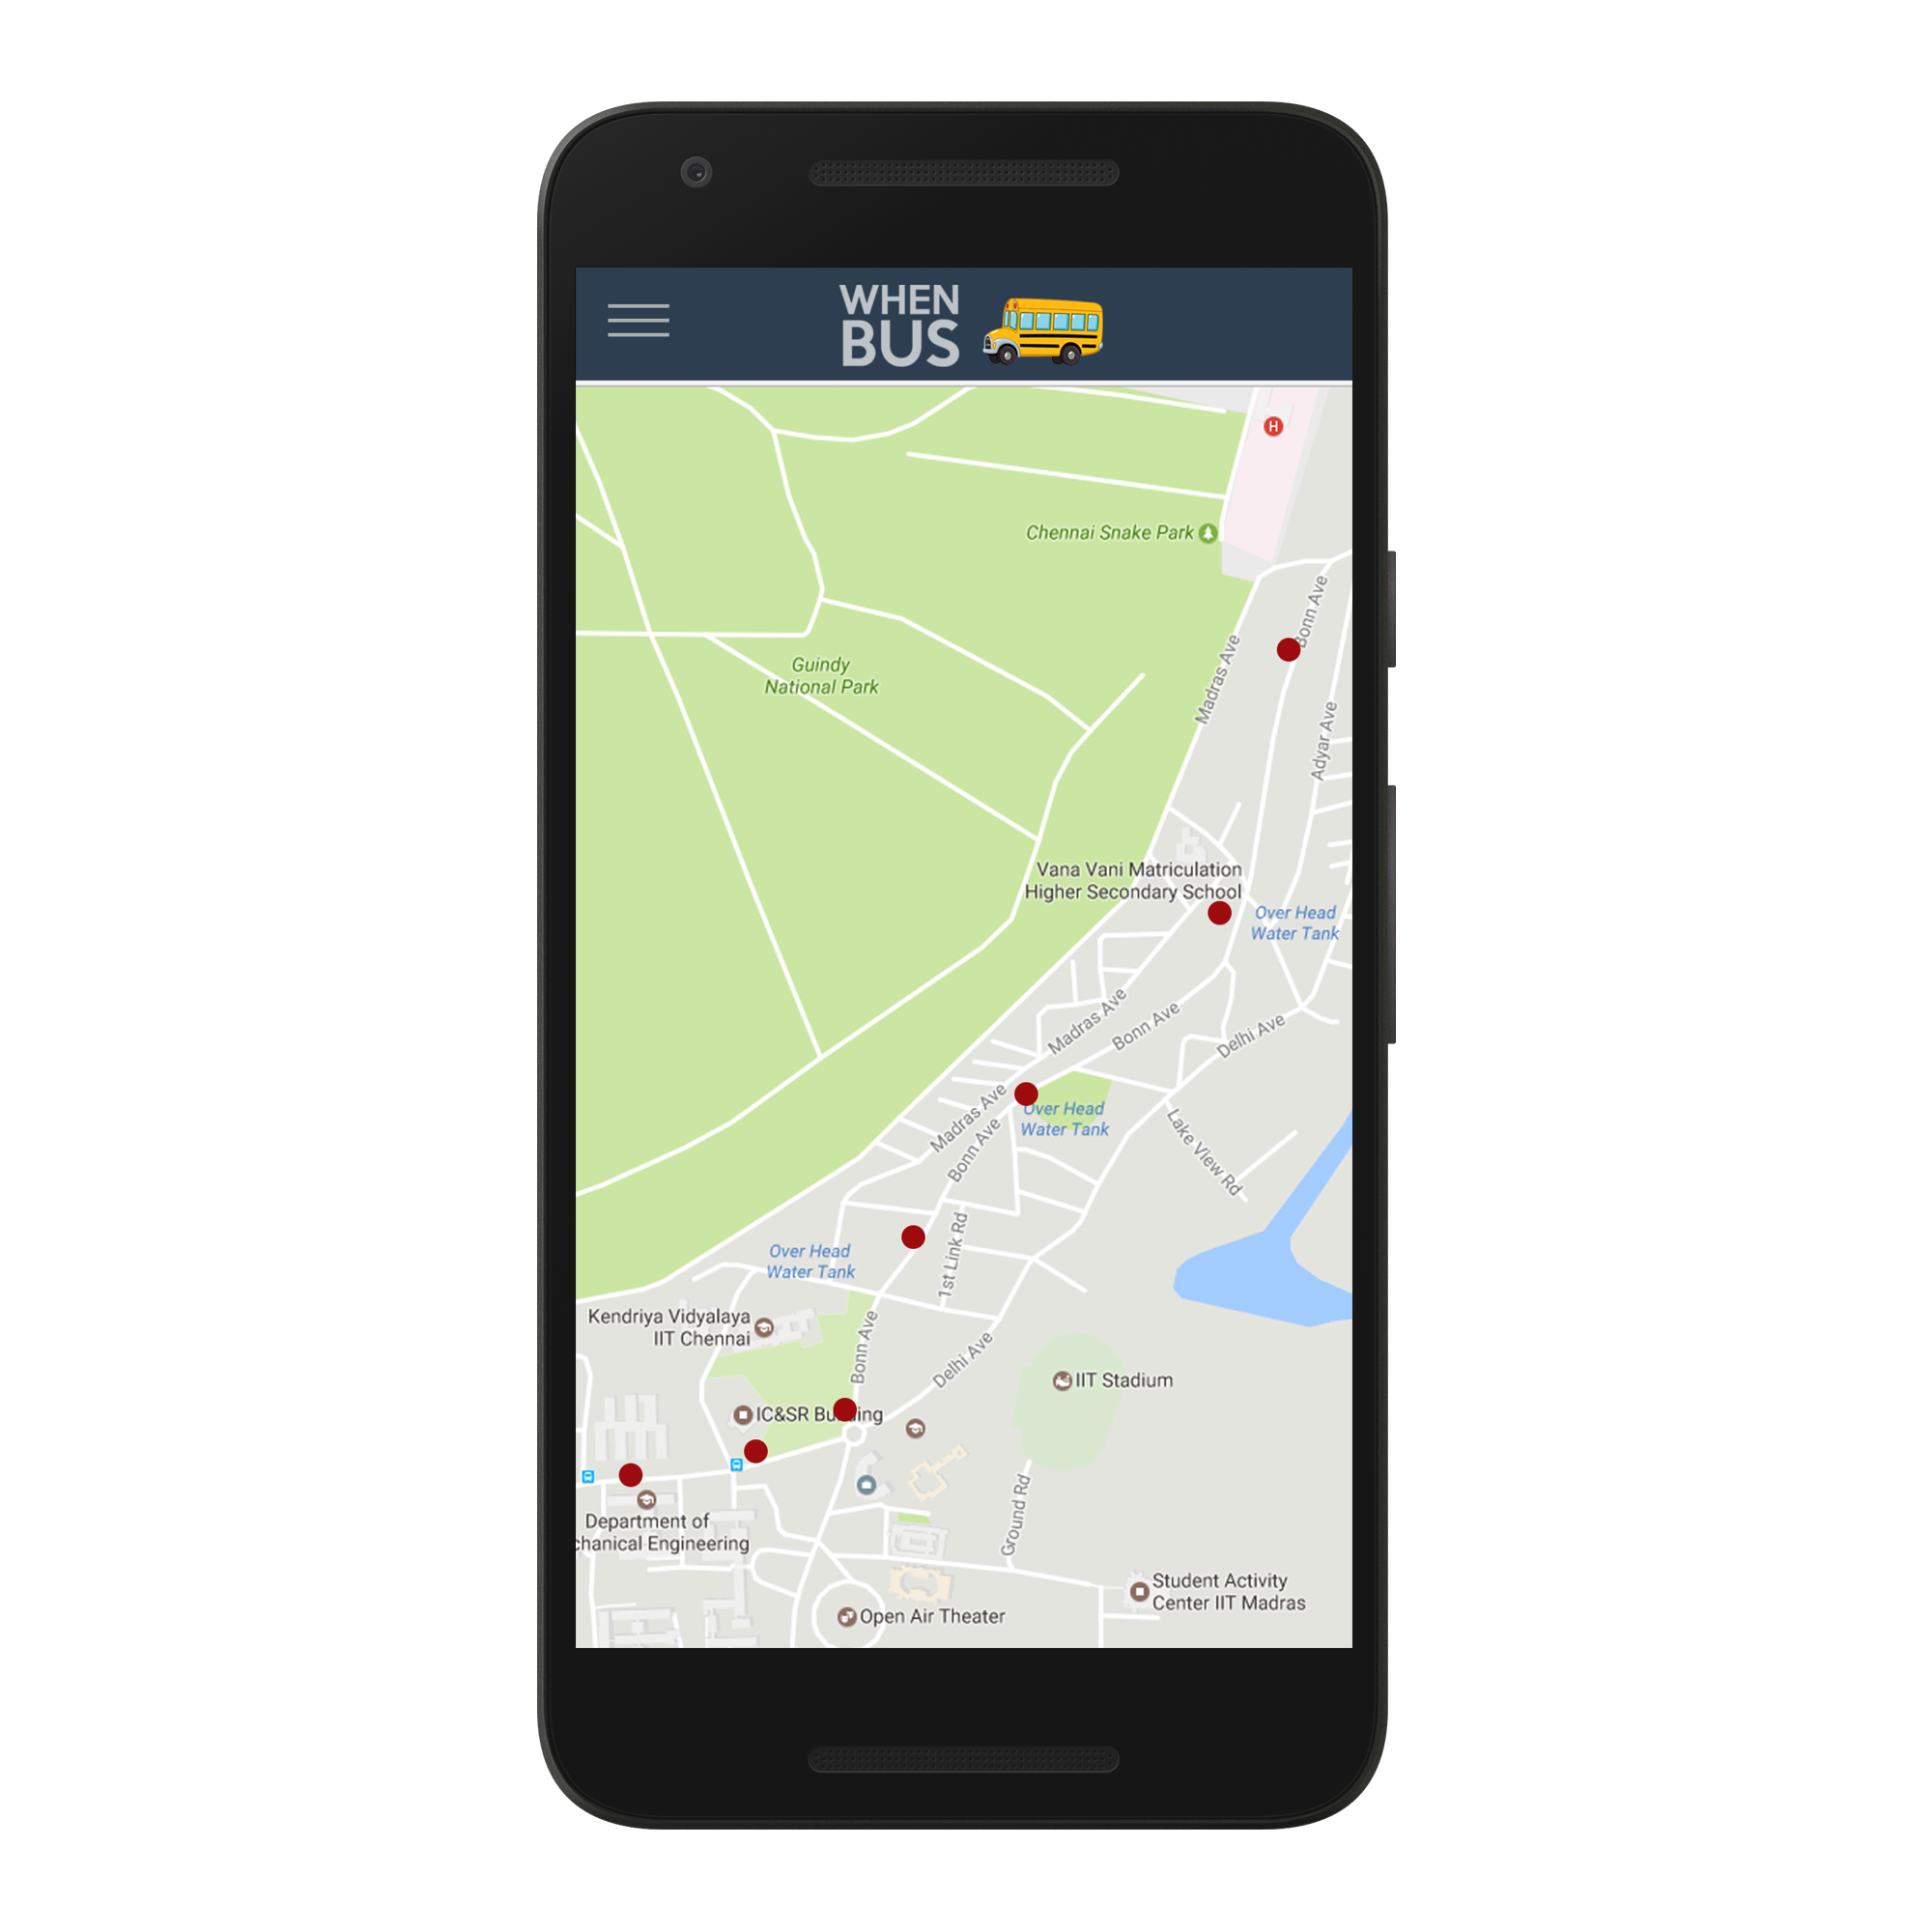 WHEN
BUS
H
Chennai Snake Park
Bonn Ave
Madras Ave
Guindy
National Park
Adyar Ave
Vana Vani Matriculation
Higher Secondary School
Over Head
Water Tank
Madras Ave
Bonn Ave
Delhi Ave
Madras Ave
Over Head
Water Tank
Bonn Ave
Lake View Rd
1st Link Rd
Over Head
Water Tank
Kendriya Vidyalaya
IIT Chennai
Bonn Ave
Delhi Ave
IIT Stadium
IC&SR Bu ing
Ground Rd
Department of
chanical Engineering
Student Activity
Center IIT Madras
Open Air Theater